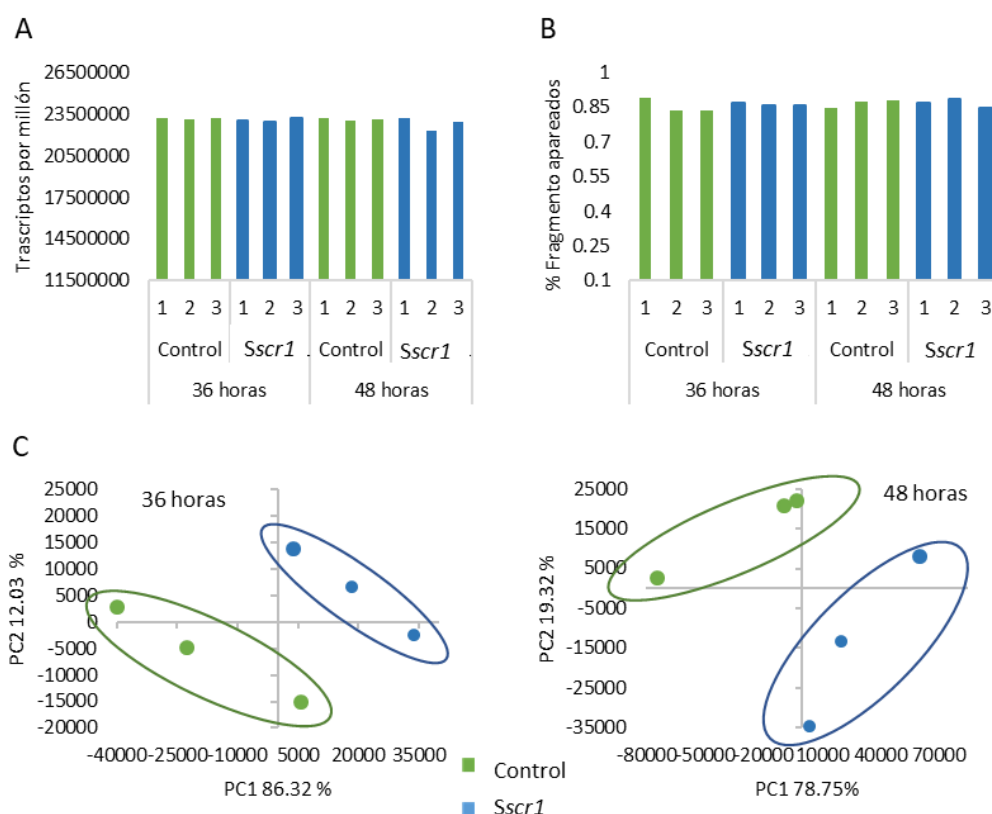 A
Trascriptos por millón
26500000
23500000
20500000
17500000
14500000
11500000
1 2 3 1 2 3 1 2 3 1 2 3
Control Sscr1 . Control Sscr1 .
36 horas 48 horas
B
% Fragmento apareados
1
0.85
0.7
0.55
0.4
0.25
0.1
1 2 3 1 2 3 1 2 3 1 2 3
Control Sscr1 Control Sscr1
36 horas 48 horas
C
36 horas
PC2 12.03 %
25000
20000
15000
10000
5000
0
-5000
-10000
-15000
-20000
-40000 -25000 -10000 5000 20000 35000
PC1 86.32 %
48 horas
PC2 19.32 %
25000
15000
5000
-5000
-15000
-25000
-35000
-80000 -50000 -20000 10000 40000 70000
PC1 78.75%
Control
Sscr1